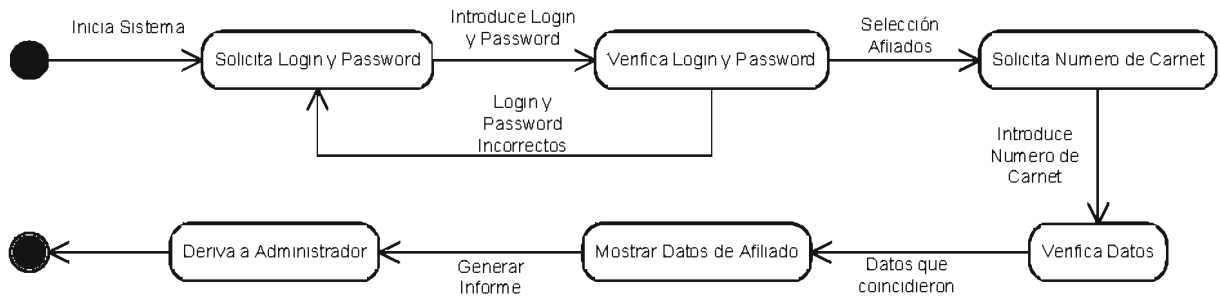 Inicia Sistema
Introduce Login
y Password
Selección
Afiliados
Solicita Login y Password
Verifica Login y Password
Solicita Numero de Carnet
Login y
Password
Incorrectos
Introduce
Numero de
Carnet
Deriva a Administrador
Mostrar Datos de Afiliado
Verifica Datos
Generar
Informe
Datos que
coincidieron